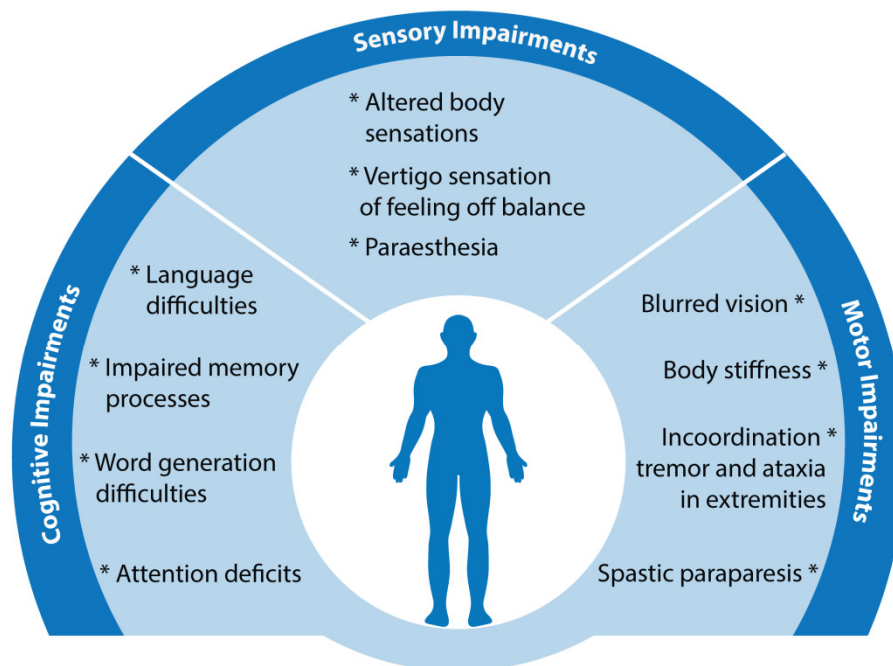 Sensory Impairments
* Altered body
sensations
* Vertigo sensation
of feeling off balance
* Paraesthesia
Cognitive Impairments
* Language
difficulties
* Impaired memory
processes
* Word generation
difficulties
* Attention deficits
Motor Impairments
Blurred vision *
Body stiffness *
Incoordination *
tremor and ataxia
in extremities
Spastic paraparesis *